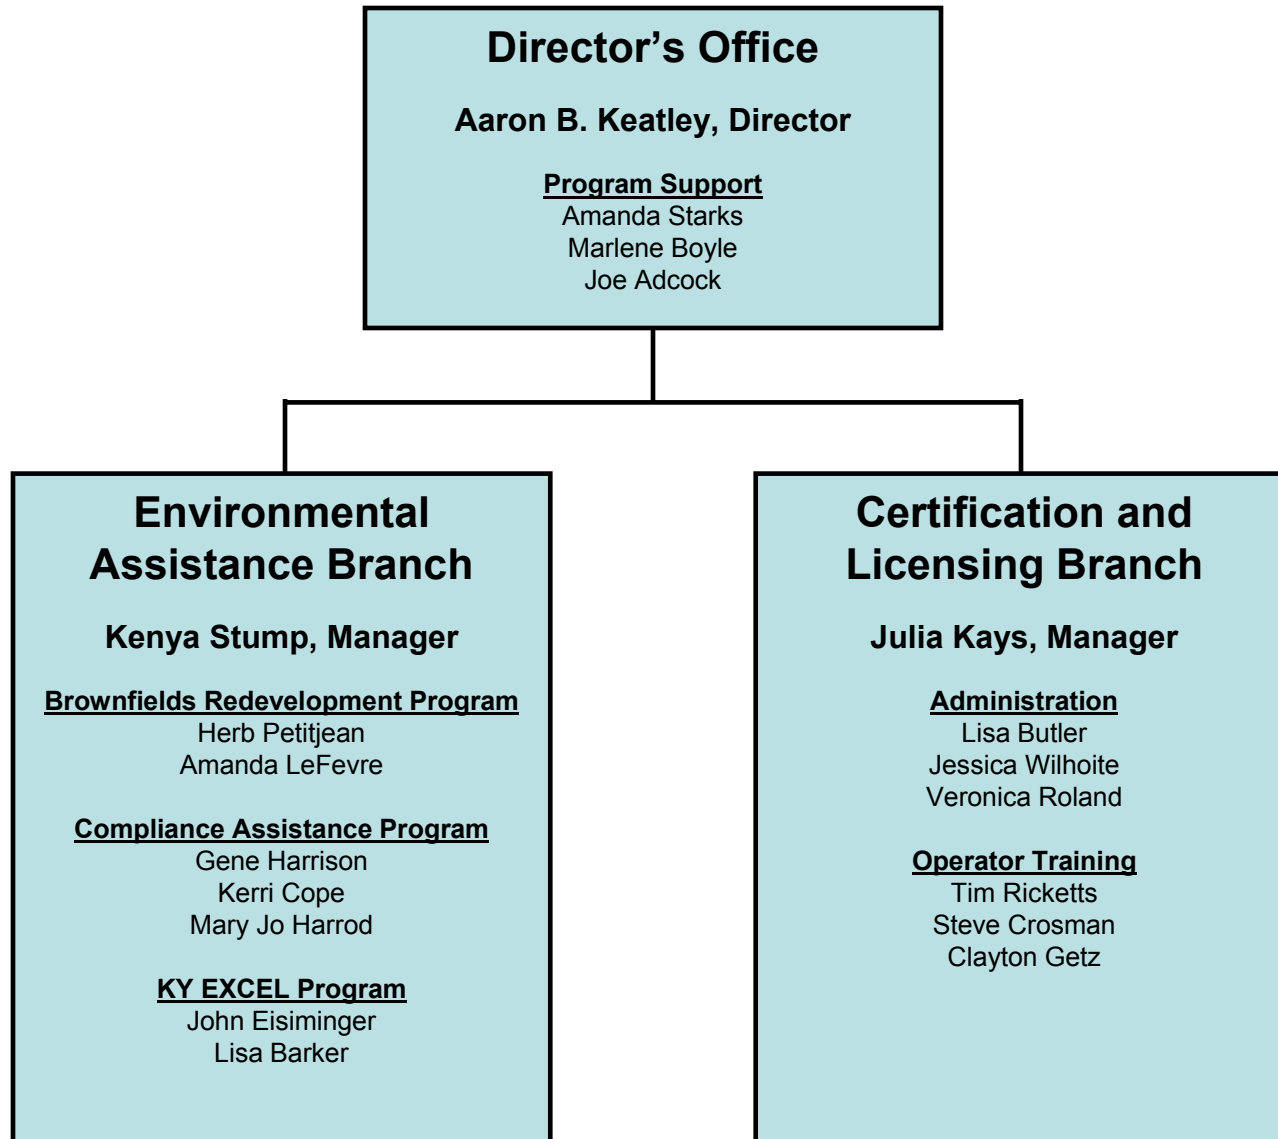 Director’s Office
Aaron B. Keatley, Director
Program Support
Amanda Starks
Marlene Boyle
Joe Adcock
Environmental
Assistance Branch
Kenya Stump, Manager
Brownfields Redevelopment Program
Herb Petitjean
Amanda LeFevre
Compliance Assistance Program
Gene Harrison
Kerri Cope
Mary Jo Harrod
KY EXCEL Program
John Eisiminger
Lisa Barker
Certification and
Licensing Branch
Julia Kays, Manager
Administration
Lisa Butler
Jessica Wilhoite
Veronica Roland
Operator Training
Tim Ricketts
Steve Crosman
Clayton Getz